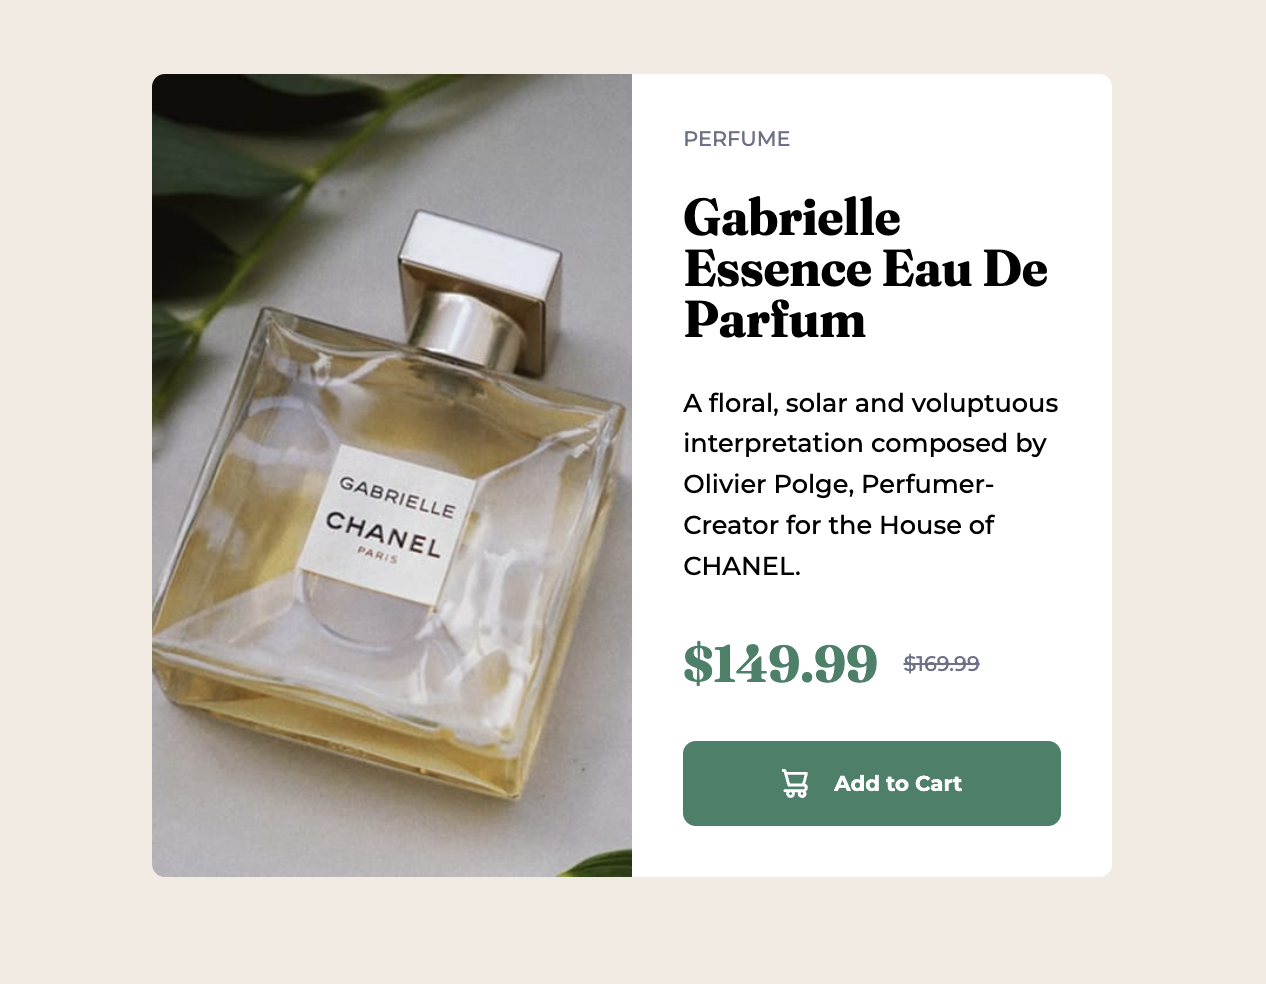 GABRIELLE
CHANEL
PARIS
PERFUME
Gabrielle
Essence Eau De
Parfum
A floral, solar and voluptuous
interpretation composed by
Olivier Polge, Perfumer-
Creator for the House of
CHANEL.
$149.99 $169.99
Add to Cart